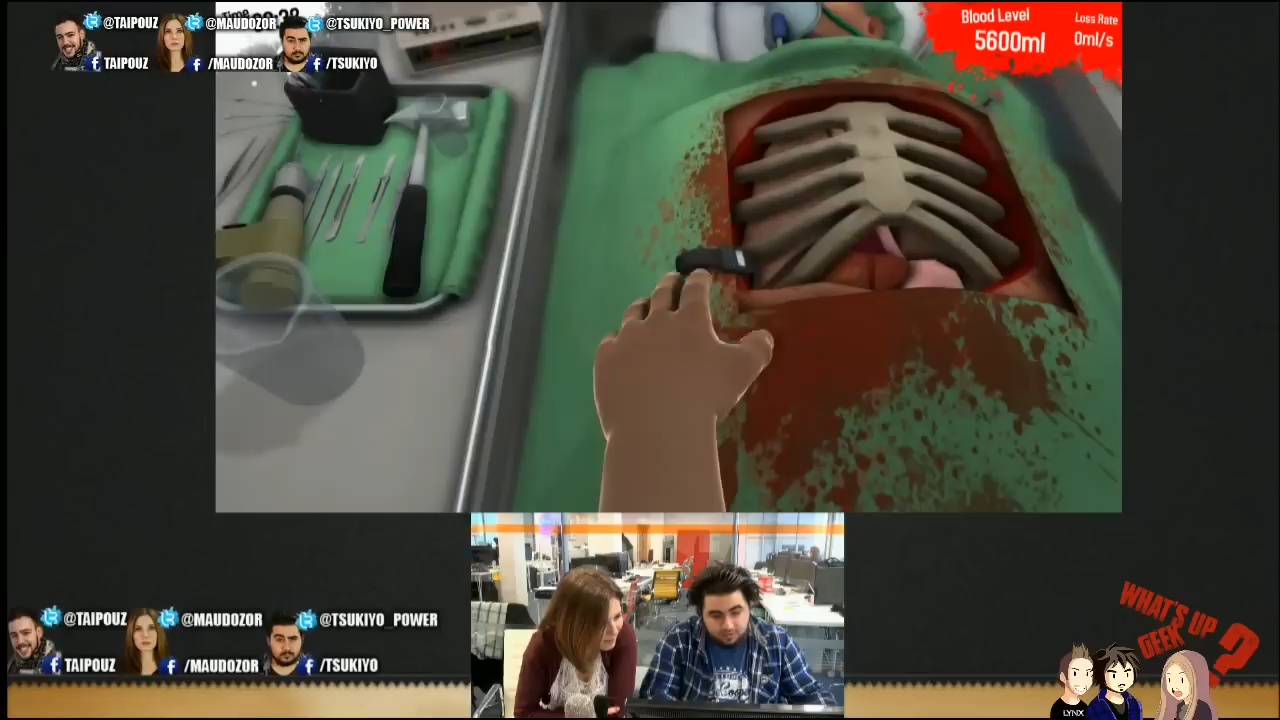 @TAIPOUZ
@MAUDOZOR
@TSUKIYO_POWER
TAIPOUZ
/MAUDOZOR
/TSUKIYO
Blood Level
5600ml
Loss Rate
0ml/s
@TAIPOUZ
@MAUDOZOR
@TSUKIYO_POWER
TAIPOUZ
/MAUDOZOR
/TSUKIYO
WHAT'S UP
GEEK
?
LYNX